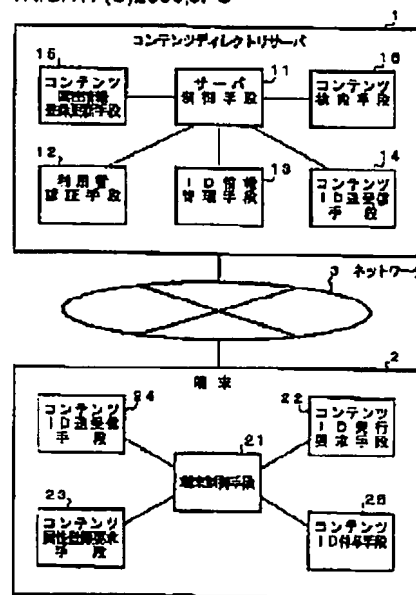 1
コンテンツディレクトリサーバ
15
コンテンツ
11
サーバ
制御手段
16
コンテンツ
検索手段
12
利用者
認証手段
13
ID情報
管理手段
14
コンテンツ
ID送受信
手段
3 ネットワーク
2
端末
24
コンテンツ
ID送受信
手段
22
コンテンツ
ID発行
要求手段
21
端末制御手段
23
コンテンツ
属性登録要求
手段
25
コンテンツ
ID付与手段